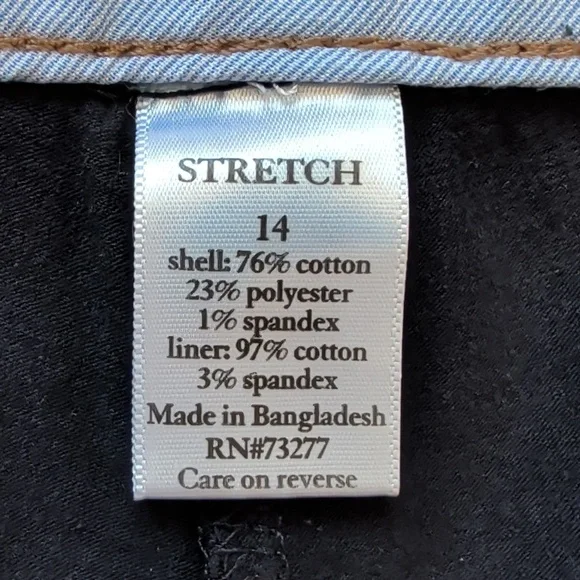 STRETCH
14
shell: 76% cotton
23% polyester
1% spandex
liner: 97% cotton
3% spandex
Made in Bangladesh
RN#73277
Care on reverse